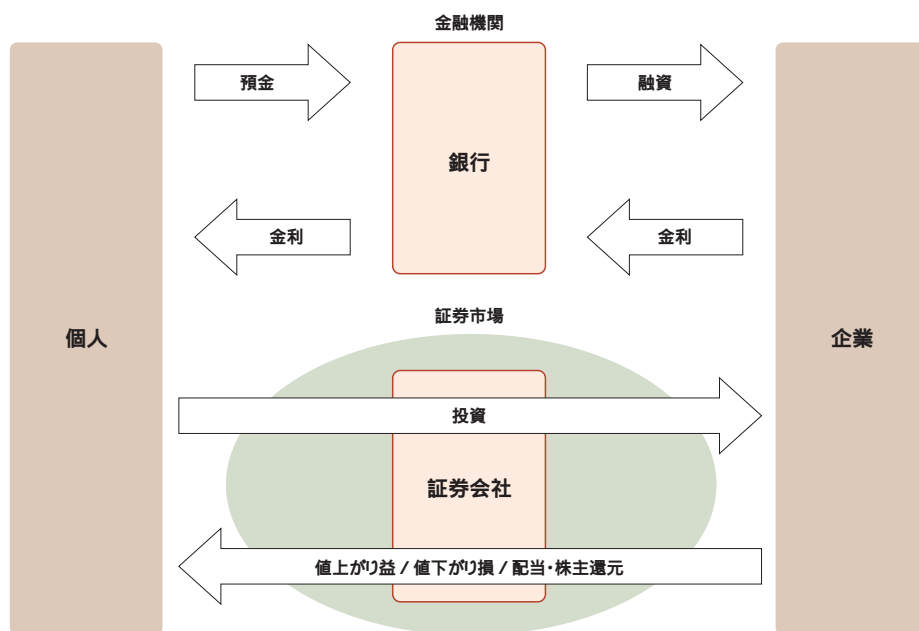 金融機関
預金
融資
銀行
金利
金利
証券市場
個人
企業
投資
証券会社
値上がり益 / 値下がり損 / 配当・株主還元